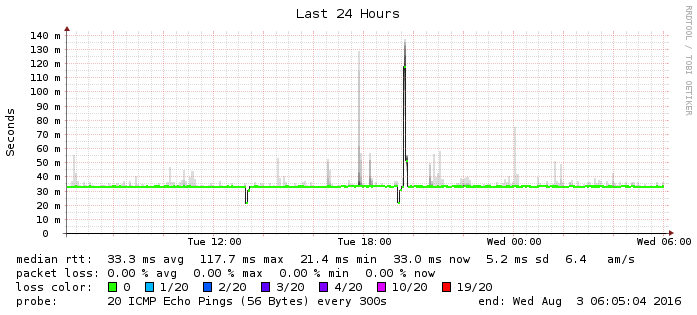 Last 24 Hours
RRDTOOL / TOBI OETIKER
Seconds
140 m
130 m
120 m
110 m
100 m
90 m
80 m
70 m
60 m
50 m
40 m
30 m
20 m
10 m
0
Tue 12:00 Tue 18:00 Wed 00:00 Wed 06:00
median rtt: 33.3 ms avg 117.7 ms max 21.4 ms min 33.0 ms now 5.2 ms sd 6.4 am/s
packet loss: 0.00 % avg 0.00 % max 0.00 % min 0.00 % now
loss color: 0 1/20 2/20 3/20 4/20 10/20 19/20
probe: 20 ICMP Echo Pings (56 Bytes) every 300s end: Wed Aug 3 06:05:04 2016